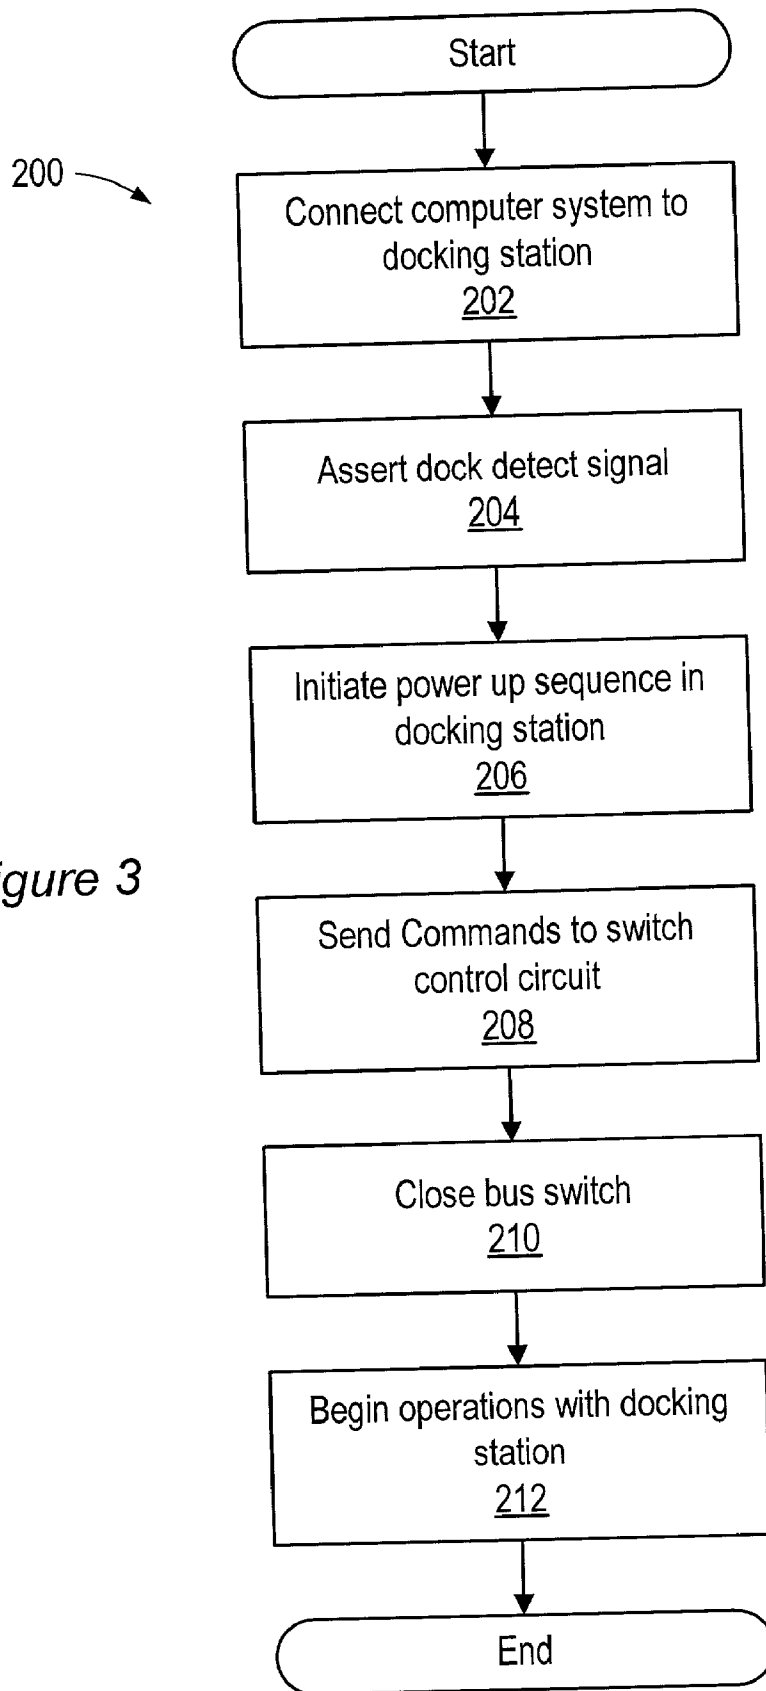 Start
200
Connect computer system to
docking station
202
Assert dock detect signal
204
Initiate power up sequence in
docking station
206
igure 3
Send Commands to switch
control circuit
208
Close bus switch
210
Begin operations with docking
station
212
End